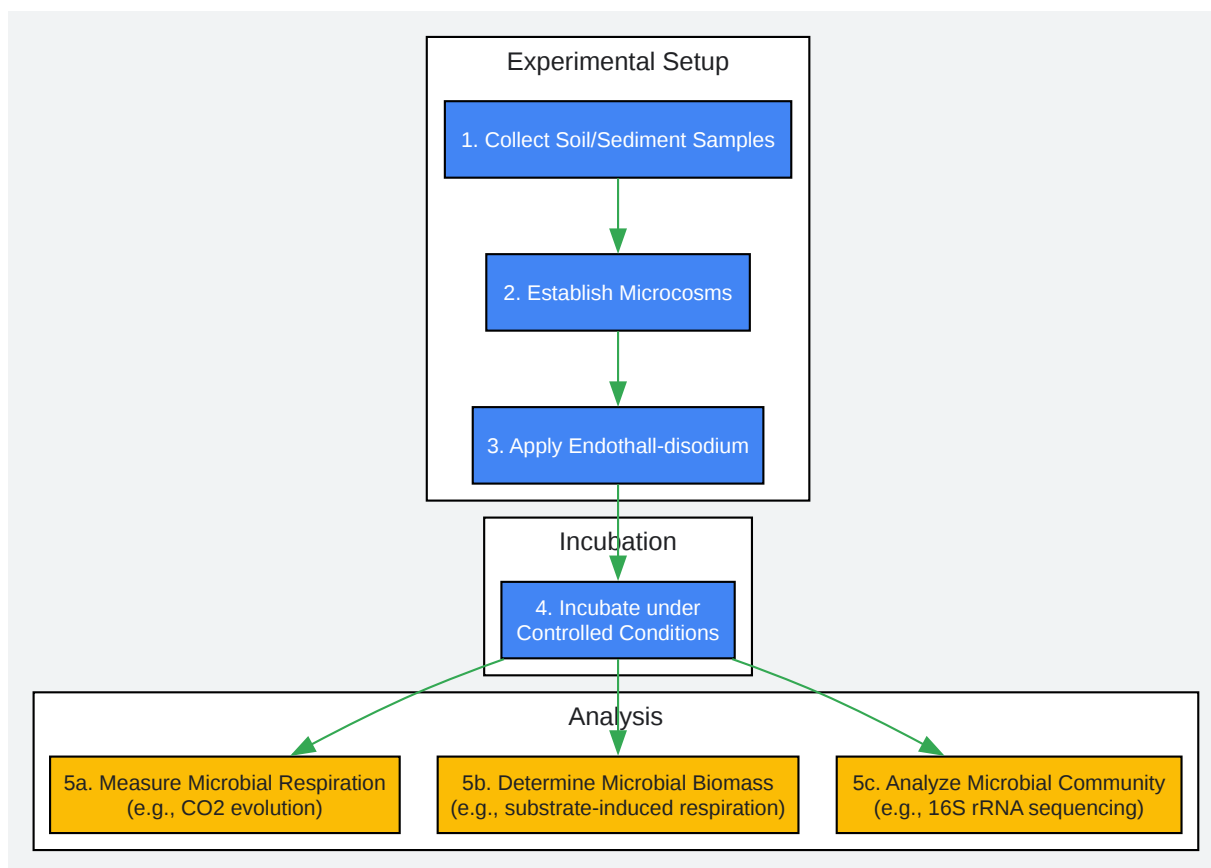 Experimental Setup
1. Collect Soil/Sediment Samples
2. Establish Microcosms
3. Apply Endothall-disodium
Incubation
4. Incubate under
Controlled Conditions
Analysis
5a. Measure Microbial Respiration
(e.g., CO2 evolution)
5b. Determine Microbial Biomass
(e.g., substrate-induced respiration)
5c. Analyze Microbial Community
(e.g., 16S rRNA sequencing)